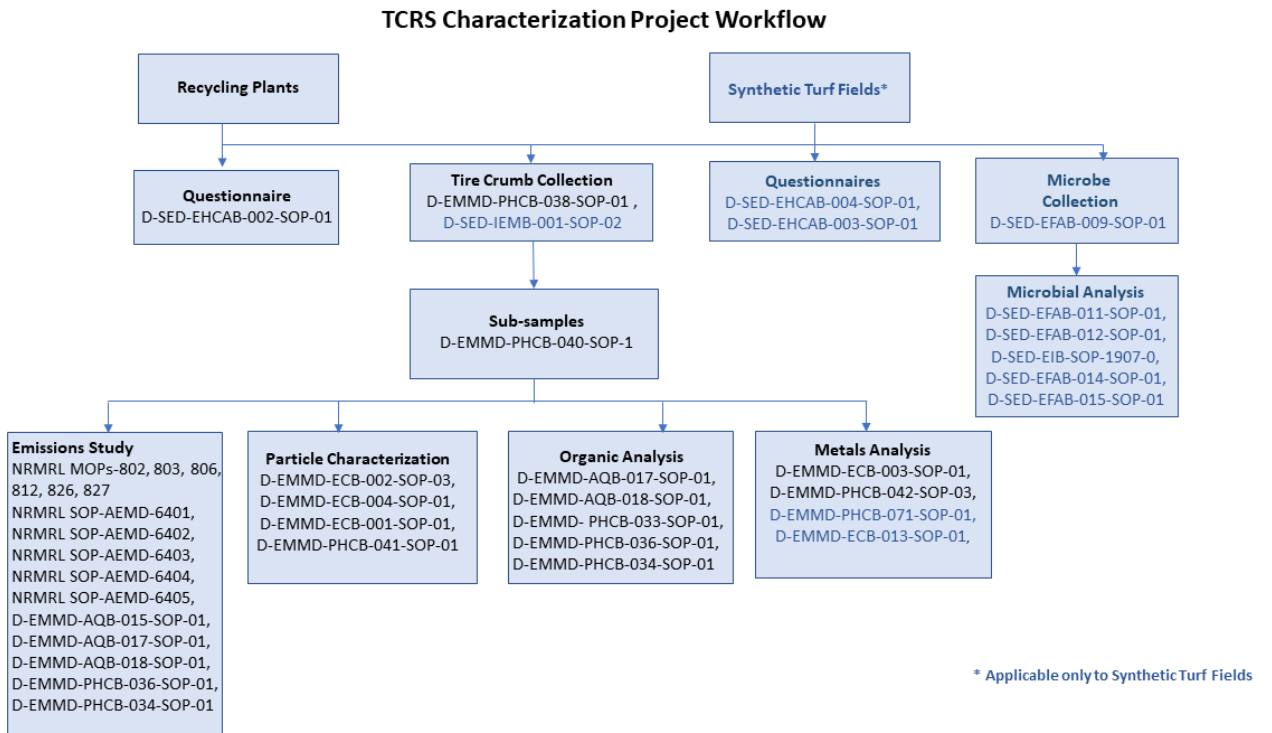 TCRS Characterization Project Workflow
Recycling Plants
Synthetic Turf Fields*
Questionnaire
D-SED-EHCAB-002-SOP-01
Tire Crumb Collection
D-EMMD-PHCB-038-SOP-01 ,
D-SED-IEMB-001-SOP-02
Questionnaires
D-SED-EHCAB-004-SOP-01,
D-SED-EHCAB-003-SOP-01
Microbe
Collection
D-SED-EFAB-009-SOP-01
Sub-samples
D-EMMD-PHCB-040-SOP-1
Microbial Analysis
D-SED-EFAB-011-SOP-01,
D-SED-EFAB-012-SOP-01,
D-SED-EIB-SOP-1907-0,
D-SED-EFAB-014-SOP-01,
D-SED-EFAB-015-SOP-01
Emissions Study
NRMRL MOPs-802, 803, 806,
812, 826, 827
NRMRL SOP-AEMD-6401,
NRMRL SOP-AEMD-6402,
NRMRL SOP-AEMD-6403,
NRMRL SOP-AEMD-6404,
NRMRL SOP-AEMD-6405,
D-EMMD-AQB-015-SOP-01,
D-EMMD-AQB-017-SOP-01,
D-EMMD-AQB-018-SOP-01,
D-EMMD-PHCB-036-SOP-01,
D-EMMD-PHCB-034-SOP-01
Particle Characterization
D-EMMD-ECB-002-SOP-03,
D-EMMD-ECB-004-SOP-01,
D-EMMD-ECB-001-SOP-01,
D-EMMD-PHCB-041-SOP-01
Organic Analysis
D-EMMD-AQB-017-SOP-01,
D-EMMD-AQB-018-SOP-01,
D-EMMD- PHCB-033-SOP-01,
D-EMMD-PHCB-036-SOP-01,
D-EMMD-PHCB-034-SOP-01
Metals Analysis
D-EMMD-ECB-003-SOP-01,
D-EMMD-PHCB-042-SOP-03,
D-EMMD-PHCB-071-SOP-01,
D-EMMD-ECB-013-SOP-01,
* Applicable only to Synthetic Turf Fields